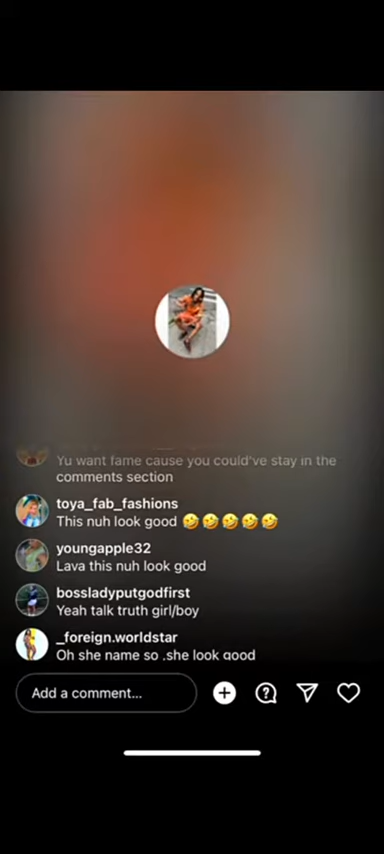 Yu want fame cause you could've stay in the
comments section
toya_fab_fashions
This nuh look good 🤣🤣🤣🤣🤣
youngapple32
Lava this nuh look good
bossladyputgodfirst
Yeah talk truth girl/boy
_foreign.worldstar
Oh she name so .she look good
Add a comment...